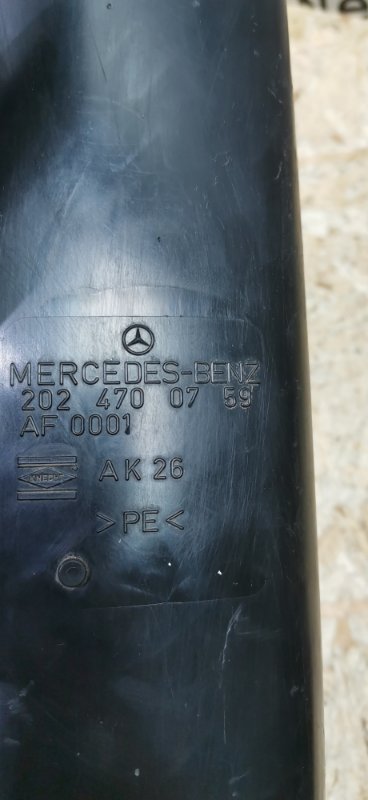 MERCEDES-BENZ
202 470 07 59
AF 0001
KNECHT
AK 26
>PE<